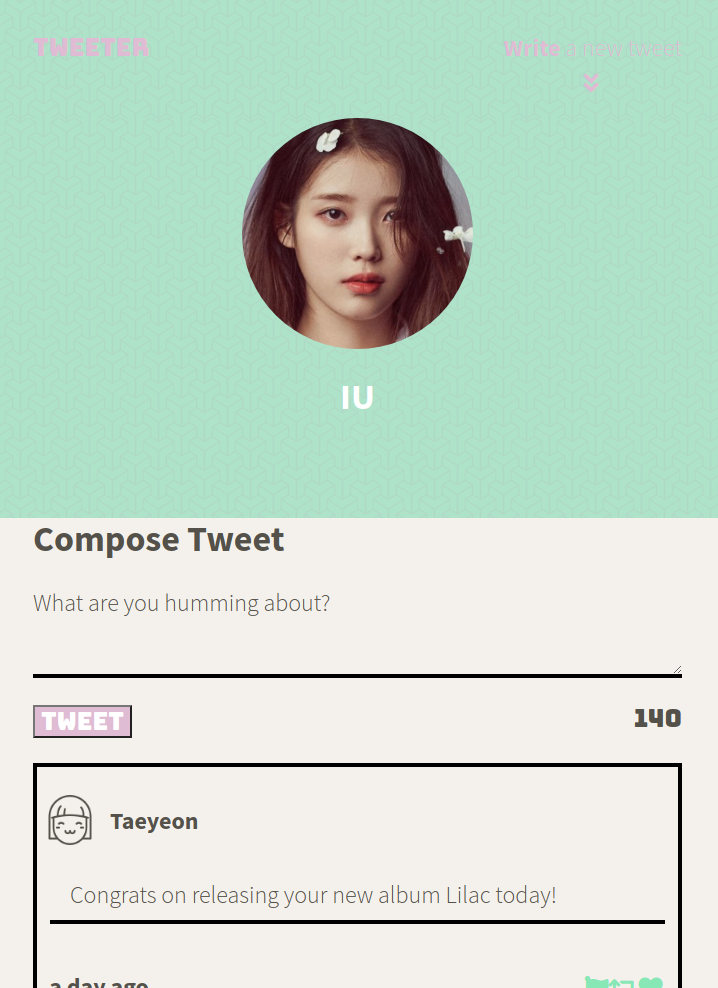 TWEETER
Write a new tweet
IU
Compose Tweet
What are you humming about?
TWEET
140
Taeyeon
Congrats on releasing your new album Lilac today!
a day ago